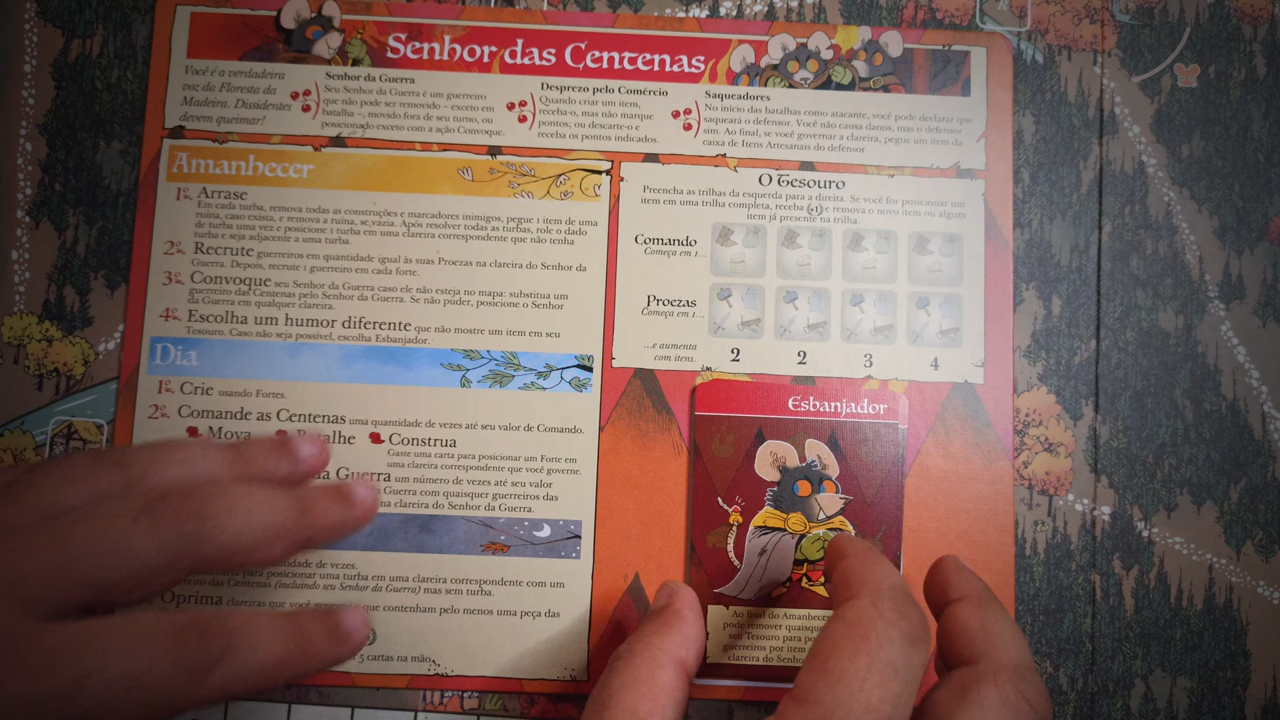 Senhor das Centenas
Você é a verdadeira
voz da Floresta da
Madeira. Dissidentes
devem queimar!
Senhor da Guerra
Seu Senhor da Guerra é um guerreiro
que não pode ser removido – exceto em
batalha –, movido fora de seu turno, ou
posicionado exceto com a ação Convoque.
Desprezo pelo Comércio
Quando criar um item,
receba-o, mas não marque
pontos; ou descarte-o e
receba os pontos indicados.
Saqueadores
No início das batalhas como atacante, você pode declarar que
saqueará o defensor. Você não causa danos, mas o defensor
sim. Ao final, se você governar a clareira, pegue um item da
caixa de Itens Artesanais do defensor.
Amanhecer
1º Arrase
Em cada turba, remova todas as construções e marcadores inimigos, pegue 1 item de uma
ruína, caso exista, e remova a ruína, se vazia. Após resolver todas as turbas, role o dado
de turba uma vez e posicione 1 turba em uma clareira correspondente que não tenha
turba e seja adjacente a uma turba.
2º Recrute guerreiros em quantidade igual às suas Proezas na clareira do Senhor da
Guerra. Depois, recrute 1 guerreiro em cada forte.
3º Convoque seu Senhor da Guerra caso ele não esteja no mapa: substitua um
guerreiro das Centenas pelo Senhor da Guerra. Se não puder, posicione o Senhor
da Guerra em qualquer clareira.
4º Escolha um humor diferente que não mostre um item em seu
Tesouro. Caso não seja possível, escolha Esbanjador.
Dia
1º Crie usando Fortes.
2º Comande as Centenas uma quantidade de vezes até seu valor de Comando.
Mova Batalhe Construa
Gaste uma carta para posicionar um Forte em
uma clareira correspondente que você governe.
da Guerra um número de vezes até seu valor
Guerra com quaisquer guerreiros das
na clareira do Senhor da Guerra.
de vezes.
para posicionar uma turba em uma clareira correspondente com um
das Centenas (incluindo seu Senhor da Guerra) mas sem turba.
Oprima clareiras que você que contenham pelo menos uma peça das
5 cartas na mão.
O Tesouro
Preencha as trilhas da esquerda para a direita. Se você for posicionar um
item em uma trilha completa, receba +1 e remova o novo item ou algum
item já presente na trilha.
Comando
Começa em 1...
Proezas
Começa em 1...
...e aumenta
com itens.
2 2 3 4
Esbanjador
Ao final do Amanhecer
pode remover
seu Tesouro para
guerreiros por item
clareira do